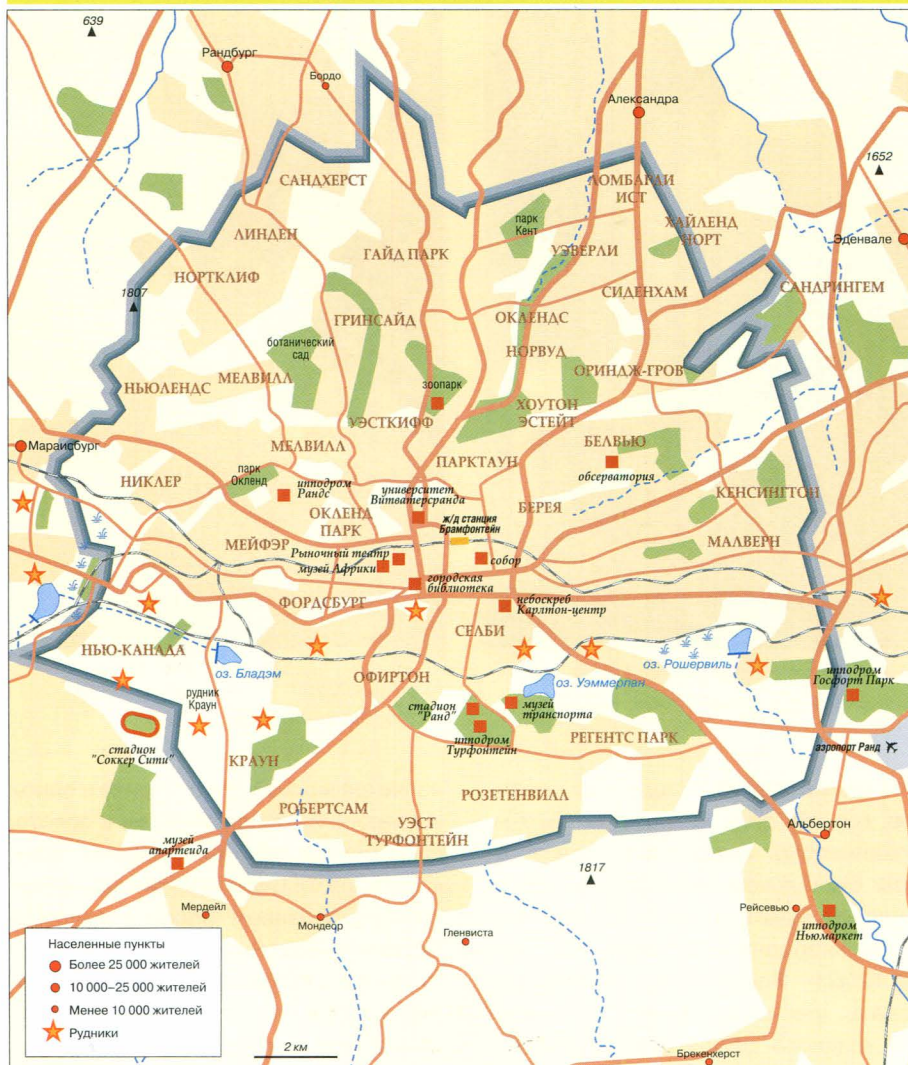 639
Рандбург
Бордо
Александра
1652
САНДХЕРСТ
ЛОМБАРДИ
ИСТ
парк
Кент
ХАЙЛЕНД
НОРТ
ЛИНДЕН
ГАЙД ПАРК
УЭВЕРЛИ
Эденвале
НОРТКЛИФ
1807
СИДЕНХАМ
САНДРИНГЕМ
ГРИНСАЙД
ОКЛЕНДС
ботанический
сад
НОРВУД
МЕЛВИЛЛ
НЬЮЛЕНДС
зоопарк
ОРИНДЖ-ГРОВ
УЭСТКИФФ
ХОУТОН
ЭСТЕЙТ
Мараисбург
МЕЛВИЛЛ
БЕЛВЬЮ
ПАРКТАУН
обсерватория
НИКЛЕР
парк
Окленд
ипподром
Рандс
университет
Витватерсранда
КЕНСИНГТОН
БЕРЕЯ
ОКЛЕНД
ПАРК
ж/д станция
Брамфонтейн
МЕЙФЭР
МАЛВЕРН
Рыночный театр
музей Африки
собор
городская
библиотека
ФОРДСБУРГ
небоскреб
Карлтон-центр
СЕЛБИ
НЬЮ-КАНАДА
оз. Бладэм
оз. Рошервиль
ОФИРТОН
оз. Уэммерпан
ипподром
Госфорт Парк
рудник
Краун
стадион
"Ранд"
музей
транспорта
ипподром
Турфонтейн
РЕГЕНТС ПАРК
стадион
"Соккер Сити"
аэропорт Ранд
КРАУН
РОЗЕТЕНВИЛЛ
РОБЕРТСАМ
УЭСТ
ТУРФОНТЕЙН
Альбертон
музей
апартеида
1817
Мердейл
Мондеор
Гленвиста
Рейсевью
ипподром
Ньюмаркет
Населенные пункты
Более 25 000 жителей
10 000–25 000 жителей
Менее 10 000 жителей
Рудники
2 км
Брекенхерст